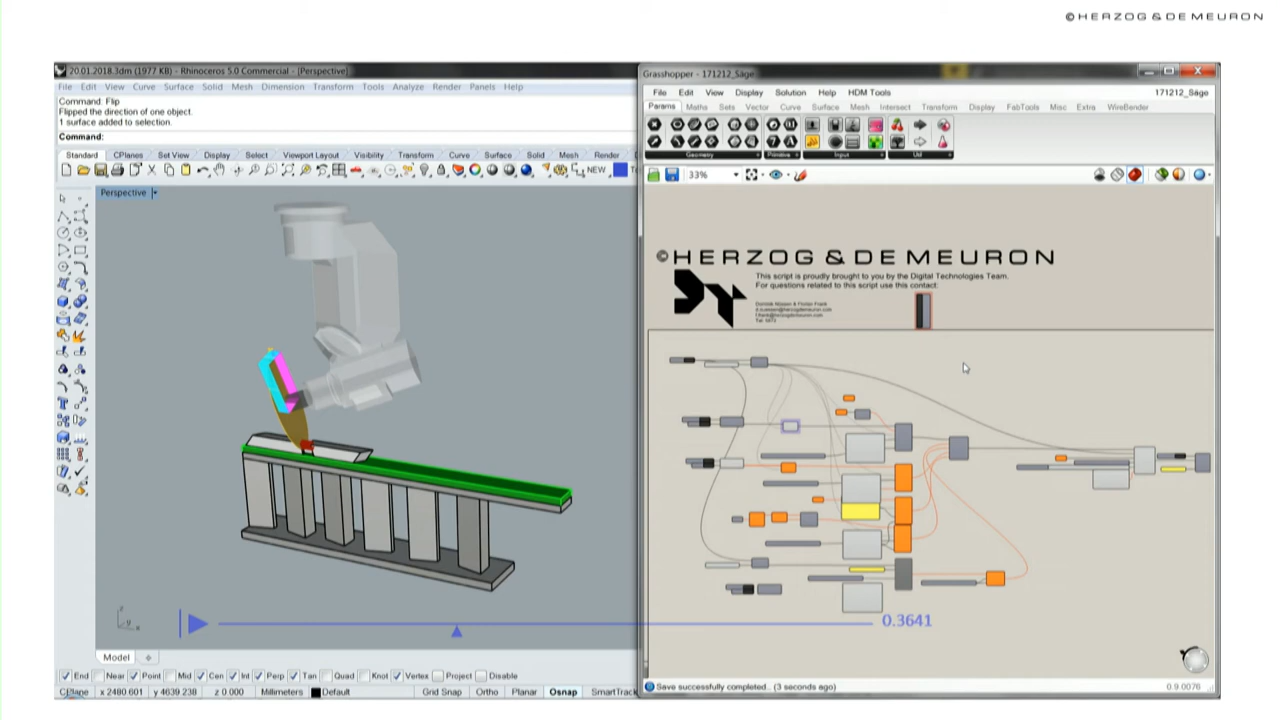 ©HERZOG & DE MEURON
20.01.2018.3dm (1977 KB) - Rhinoceros 5.0 Commercial - [Perspective]
File Edit View Curve Surface Solid Mesh Dimension Transform Tools Analyze Render Panels Help
Command: Flip
Flipped the direction of one object.
1 surface added to selection.
Command:
Standard CPlanes Set View Display Select Viewport Layout Visibility Transform Curve Surface Solid Mesh Render
NEW
Perspective
z
y
x
Model
End Near Point Mid Cen Int Perp Tan Quad Knot Vertex Project Disable
CPlane x 2480.601 y 4639.238 z 0.000 Millimeters Default Grid Snap Ortho Planar Osnap SmartTrack
Grasshopper - 171212_Säge
File Edit View Display Solution Help HDM Tools 171212_Säge
Params Maths Sets Vector Curve Surface Mesh Intersect Transform Display FabTools Misc Extra WireBender
Geometry Primitive Input Util
33%
©HERZOG & DE MEURON
This script is proudly brought to you by the Digital Technologies Team.
For questions related to this script use this contact:
0.3641
Save successfully completed.. (3 seconds ago) 0.9.0076